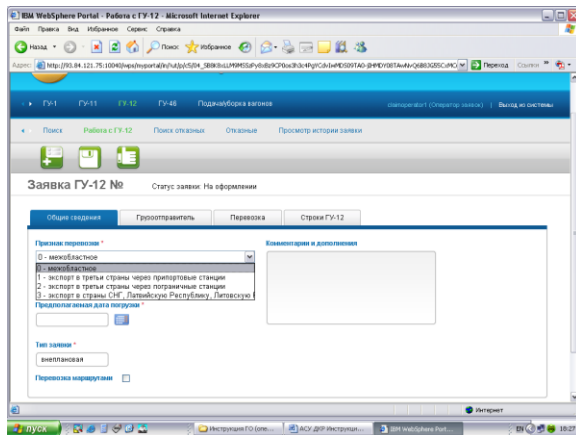 IBM WebSphere Portal - Работа с ГУ-12 - Microsoft Internet Explorer
Файл Правка Вид Избранное Сервис Справка
Назад Поиск Избранное
Адрес: Переход Ссылки
ГУ-1 ГУ-11 ГУ-12 ГУ-46 Подача/уборка вагонов (Оператор заявок) | Выход из системы
Поиск Работа с ГУ-12 Поиск отказных Отказные Просмотр истории заявки
Заявка ГУ-12 № Статус заявки: На оформлении
Общие сведения Грузоотправитель Перевозка Строки ГУ-12
Признак перевозки * Комментарии и дополнения
0 - межобластное
0 - межобластное
1 - экспорт в третьи страны через припортовые станции
2 - экспорт в третьи страны через пограничные станции
3 - экспорт в страны СНГ, Латвийскую Республику, Литовскую
Предполагаемая дата погрузки *
Тип заявки *
внеплановая
Перевозка маршрутами
Интернет
пуск Инструкция ГО (опе... АСУ ДКР Инструкци... IBM WebSphere Port... EN 10:27